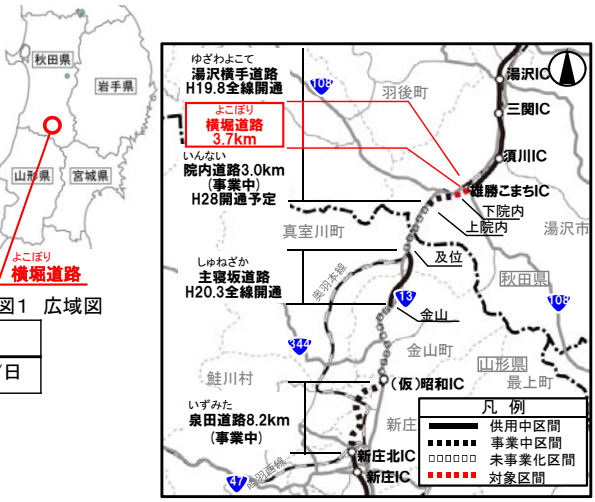 秋田県
岩手県
山形県
宮城県
よこぼり
横堀道路
図1 広域図
日
ゆざわよこて
湯沢横手道路
H19.8全線開通
よこぼり
横堀道路
3.7km
いんない
院内道路3.0km
(事業中)
H28開通予定
真室川町
しゅねざか
主寝坂道路
H20.3全線開通
奥羽本線
344
鮭川村
いずみた
泉田道路8.2km
(事業中)
47
陸羽西線
108
羽後町
湯沢IC
三関IC
須川IC
雄勝こまちIC
下院内
上院内
湯沢市
及位
秋田県
13
108
金山
金山町
山形県
最上町
(仮)昭和IC
新庄
新庄北IC
新庄IC
凡 例
供用中区間
事業中区間
未事業化区間
対象区間